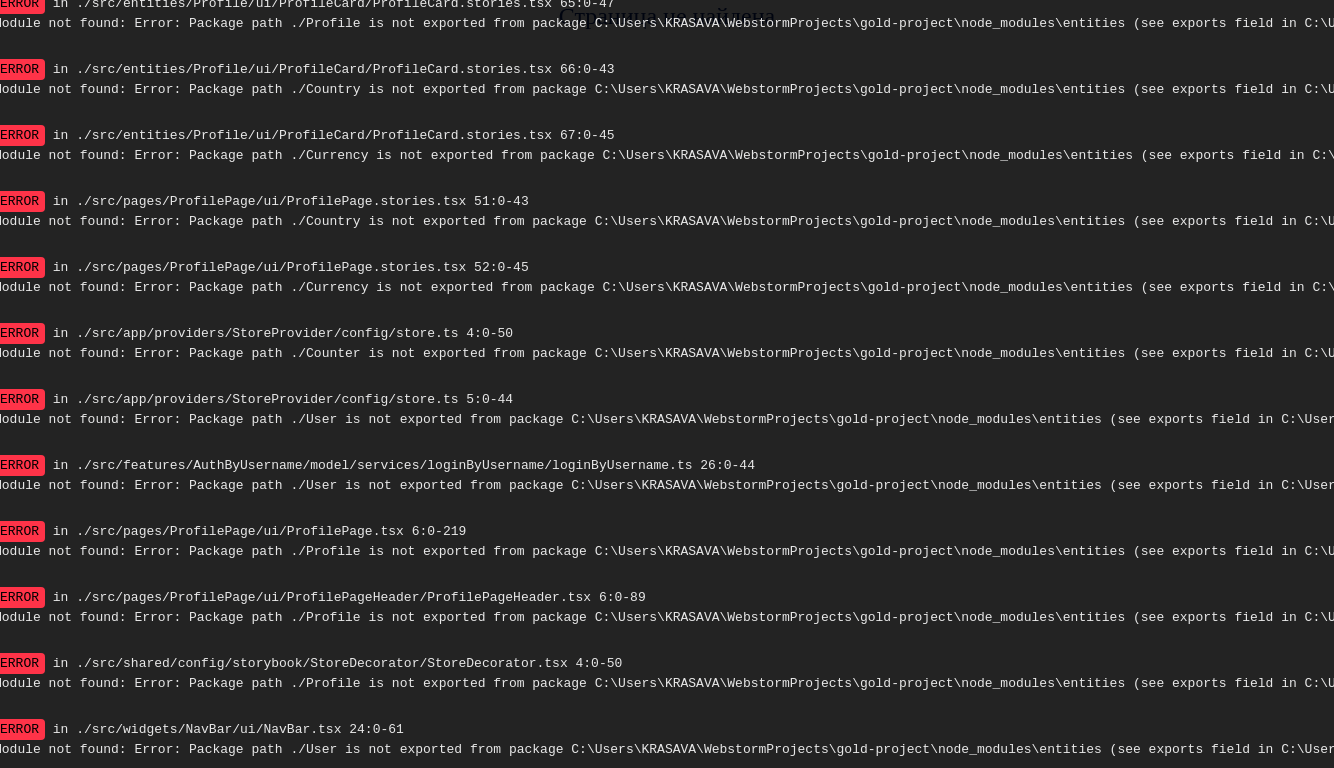 ERROR in ./src/entities/Profile/ui/ProfileCard/ProfileCard.stories.tsx 65:0-47
Страница не найдена
Module not found: Error: Package path ./Profile is not exported from package C:\Users\KRASAVA\WebstormProjects\gold-project\node_modules\entities (see exports field in C:\U
ERROR in ./src/entities/Profile/ui/ProfileCard/ProfileCard.stories.tsx 66:0-43
Module not found: Error: Package path ./Country is not exported from package C:\Users\KRASAVA\WebstormProjects\gold-project\node_modules\entities (see exports field in C:\U
ERROR in ./src/entities/Profile/ui/ProfileCard/ProfileCard.stories.tsx 67:0-45
Module not found: Error: Package path ./Currency is not exported from package C:\Users\KRASAVA\WebstormProjects\gold-project\node_modules\entities (see exports field in C:\
ERROR in ./src/pages/ProfilePage/ui/ProfilePage.stories.tsx 51:0-43
Module not found: Error: Package path ./Country is not exported from package C:\Users\KRASAVA\WebstormProjects\gold-project\node_modules\entities (see exports field in C:\U
ERROR in ./src/pages/ProfilePage/ui/ProfilePage.stories.tsx 52:0-45
Module not found: Error: Package path ./Currency is not exported from package C:\Users\KRASAVA\WebstormProjects\gold-project\node_modules\entities (see exports field in C:\
ERROR in ./src/app/providers/StoreProvider/config/store.ts 4:0-50
Module not found: Error: Package path ./Counter is not exported from package C:\Users\KRASAVA\WebstormProjects\gold-project\node_modules\entities (see exports field in C:\U
ERROR in ./src/app/providers/StoreProvider/config/store.ts 5:0-44
Module not found: Error: Package path ./User is not exported from package C:\Users\KRASAVA\WebstormProjects\gold-project\node_modules\entities (see exports field in C:\User
ERROR in ./src/features/AuthByUsername/model/services/loginByUsername/loginByUsername.ts 26:0-44
Module not found: Error: Package path ./User is not exported from package C:\Users\KRASAVA\WebstormProjects\gold-project\node_modules\entities (see exports field in C:\User
ERROR in ./src/pages/ProfilePage/ui/ProfilePage.tsx 6:0-219
Module not found: Error: Package path ./Profile is not exported from package C:\Users\KRASAVA\WebstormProjects\gold-project\node_modules\entities (see exports field in C:\U
ERROR in ./src/pages/ProfilePage/ui/ProfilePageHeader/ProfilePageHeader.tsx 6:0-89
Module not found: Error: Package path ./Profile is not exported from package C:\Users\KRASAVA\WebstormProjects\gold-project\node_modules\entities (see exports field in C:\U
ERROR in ./src/shared/config/storybook/StoreDecorator/StoreDecorator.tsx 4:0-50
Module not found: Error: Package path ./Profile is not exported from package C:\Users\KRASAVA\WebstormProjects\gold-project\node_modules\entities (see exports field in C:\U
ERROR in ./src/widgets/NavBar/ui/NavBar.tsx 24:0-61
Module not found: Error: Package path ./User is not exported from package C:\Users\KRASAVA\WebstormProjects\gold-project\node_modules\entities (see exports field in C:\User